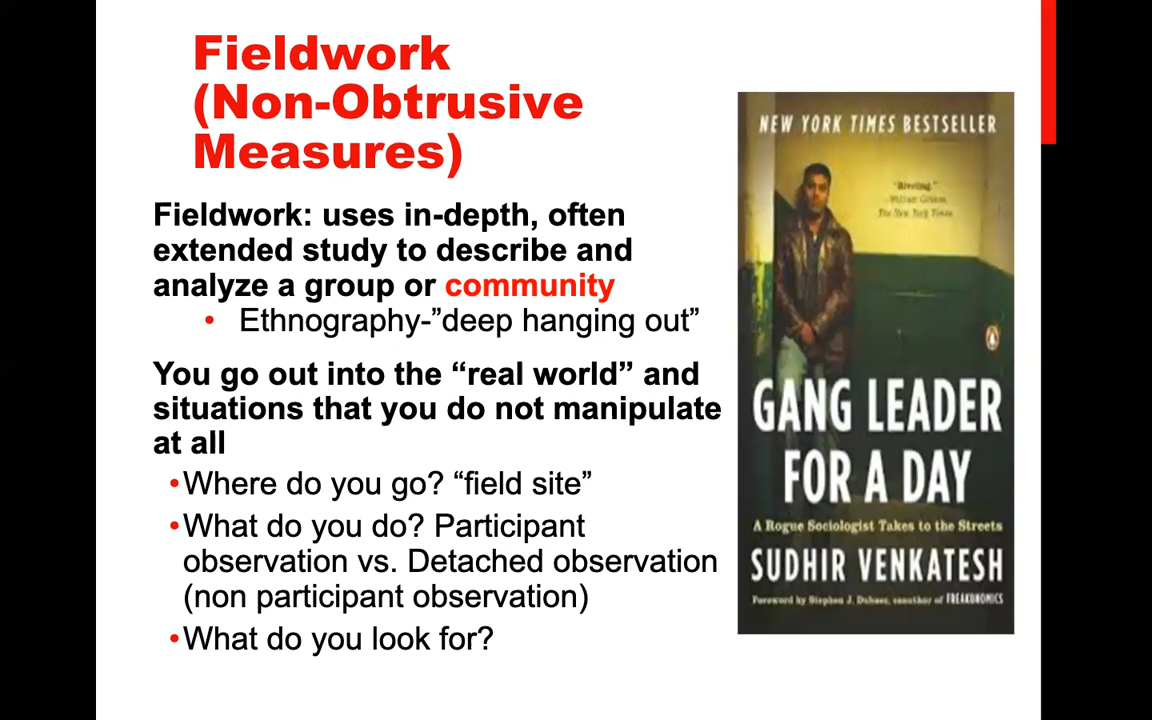 Fieldwork
(Non-Obtrusive
Measures)
Fieldwork: uses in-depth, often
extended study to describe and
analyze a group or community
• Ethnography-”deep hanging out”
You go out into the “real world” and
situations that you do not manipulate
at all
•Where do you go? “field site”
•What do you do? Participant
observation vs. Detached observation
(non participant observation)
•What do you look for?
NEW YORK TIMES BESTSELLER
"Riveting."
The New York Times
GANG LEADER
FOR A DAY
A Rogue Sociologist Takes to the Streets
SUDHIR VENKATESH
Foreword by Stephen J. Dubner, coauthor of FREAKONOMICS